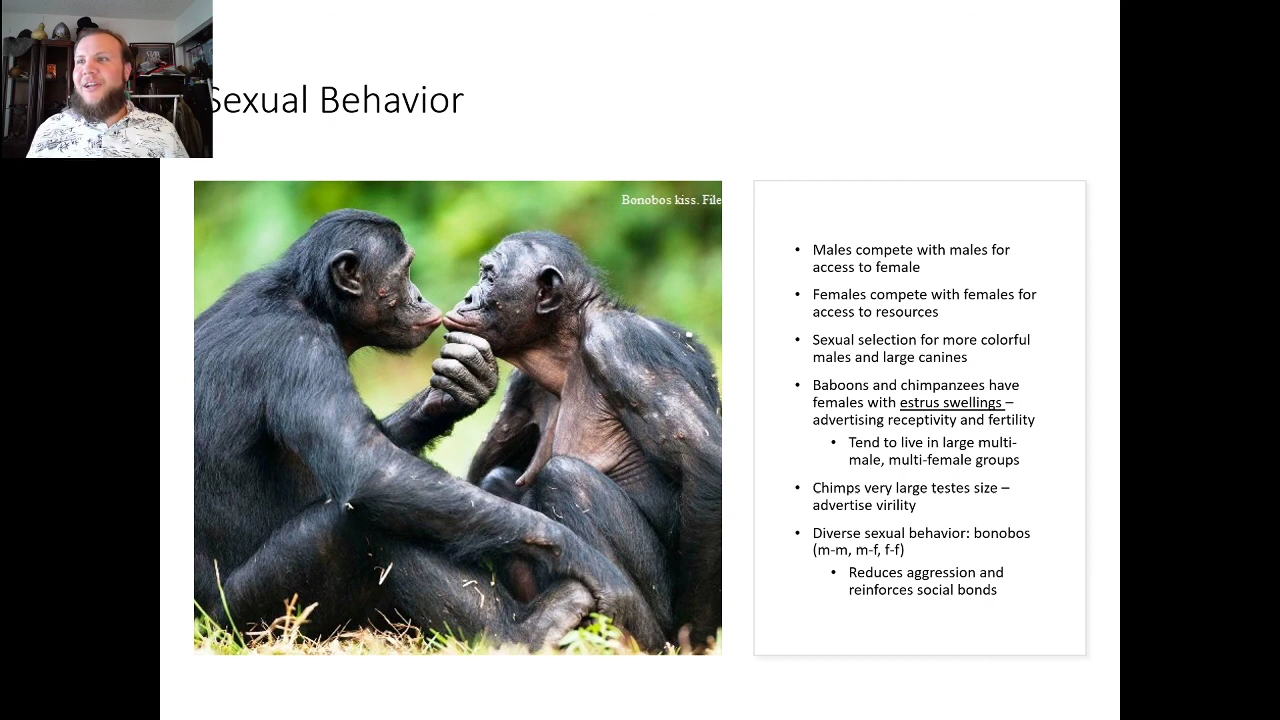 Sexual Behavior
Bonobos kiss. File
• Males compete with males for
access to female
• Females compete with females for
access to resources
• Sexual selection for more colorful
males and large canines
• Baboons and chimpanzees have
females with estrus swellings –
advertising receptivity and fertility
• Tend to live in large multi-
male, multi-female groups
• Chimps very large testes size –
advertise virility
• Diverse sexual behavior: bonobos
(m-m, m-f, f-f)
• Reduces aggression and
reinforces social bonds